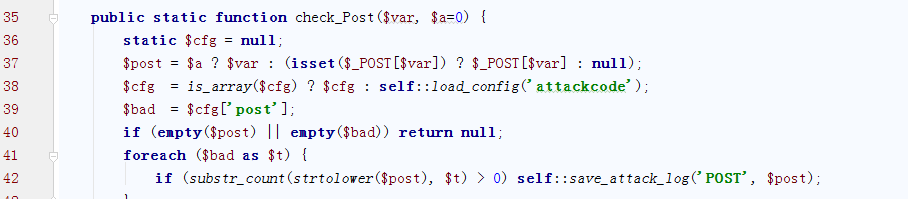 35 public static function check_Post($var, $a=0) {
36 static $cfg = null;
37 $post = $a ? $var : (isset($_POST[$var]) ? $_POST[$var] : null);
38 $cfg = is_array($cfg) ? $cfg : self::load_config('attackcode');
39 $bad = $cfg['post'];
40 if (empty($post) || empty($bad)) return null;
41 foreach ($bad as $t) {
42 if (substr_count(strtolower($post), $t) > 0) self::save_attack_log('POST', $post);